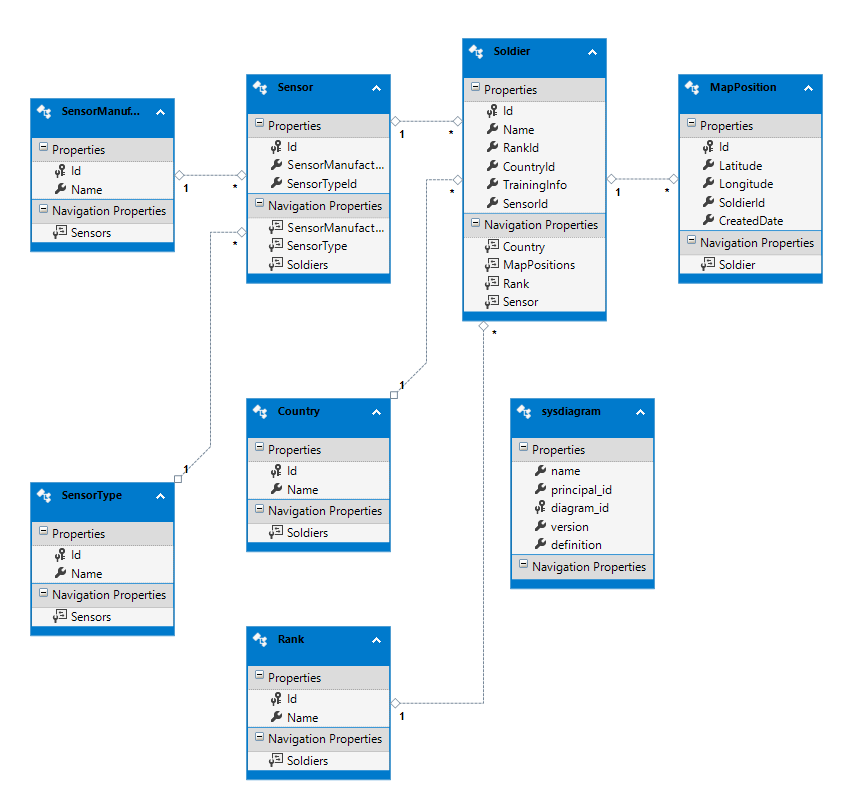 SensorManuf...
Properties
Id
Name
Navigation Properties
Sensors
1
*
Sensor
Properties
Id
SensorManufact...
SensorTypeId
Navigation Properties
SensorManufact...
SensorType
Soldiers
*
1
*
Soldier
Properties
Id
Name
RankId
CountryId
TrainingInfo
SensorId
Navigation Properties
Country
MapPositions
Rank
Sensor
*
1
*
MapPosition
Properties
Id
Latitude
Longitude
SoldierId
CreatedDate
Navigation Properties
Soldier
*
1
Country
Properties
Id
Name
Navigation Properties
Soldiers
sysdiagram
Properties
name
principal_id
diagram_id
version
definition
Navigation Properties
1
SensorType
Properties
Id
Name
Navigation Properties
Sensors
Rank
Properties
Id
Name
Navigation Properties
Soldiers
1